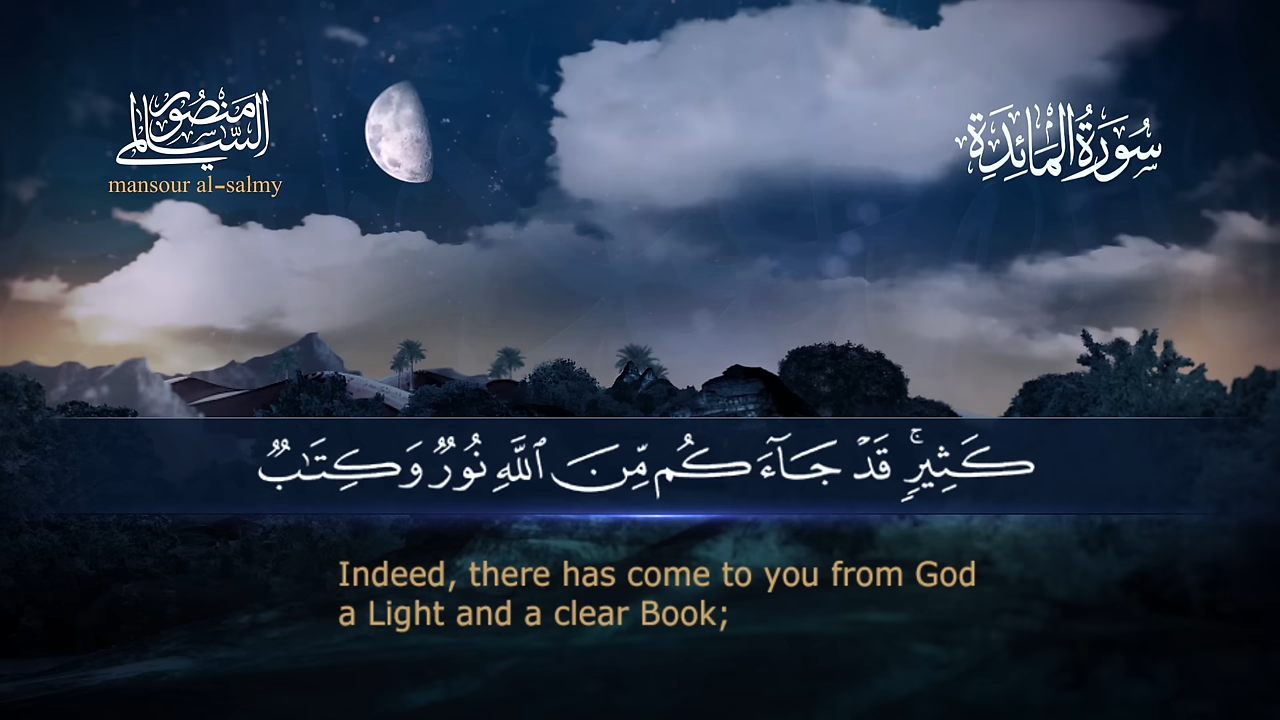 منصور
السالمي
mansour al-salmy
سُورَةُ المَائِدَةِ
كَثِيرٍۚ قَدۡ جَآءَكُم مِّنَ ٱللَّهِ نُورٞ وَكِتَٰبٞ
Indeed, there has come to you from God
a Light and a clear Book;